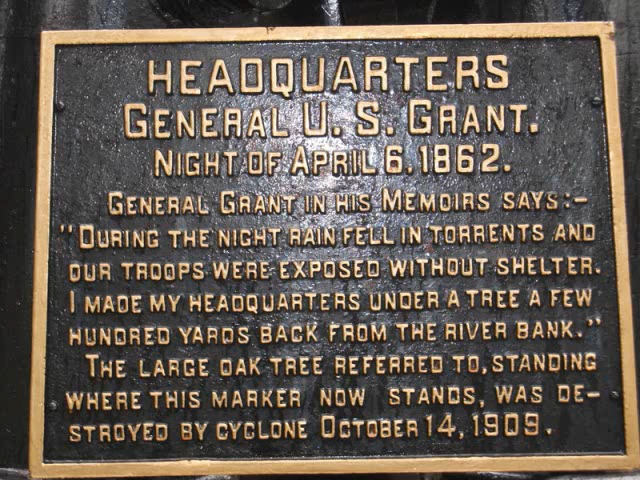 HEADQUARTERS
GENERAL U. S. GRANT.
NIGHT OF APRIL 6. 1862.
GENERAL GRANT IN HIS MEMOIRS SAYS:-
"DURING THE NIGHT RAIN FELL IN TORRENTS AND
OUR TROOPS WERE EXPOSED WITHOUT SHELTER.
I MADE MY HEADQUARTERS UNDER A TREE A FEW
HUNDRED YARDS BACK FROM THE RIVER BANK."
THE LARGE OAK TREE REFERRED TO, STANDING
WHERE THIS MARKER NOW STANDS, WAS DE-
STROYED BY CYCLONE OCTOBER 14, 1909.